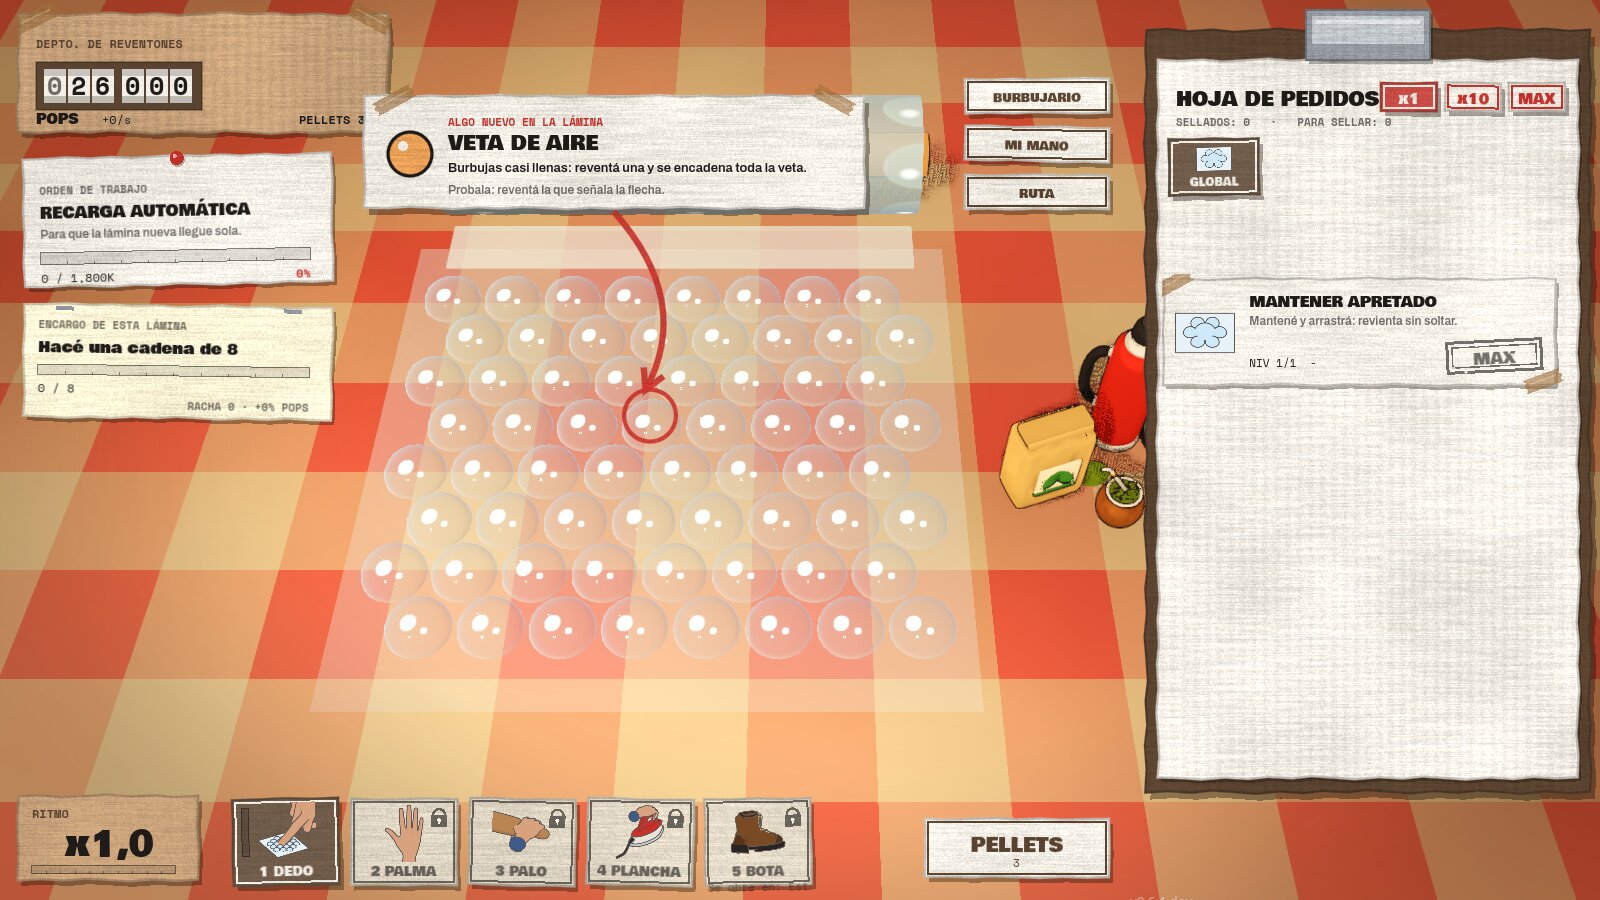 DEPTO. DE REVENTONES
026000
POPS +0/s PELLETS 3
ORDEN DE TRABAJO
RECARGA AUTOMÁTICA
Para que la lámina nueva llegue sola.
0 / 1.800K 0%
ENCARGO DE ESTA LÁMINA
Hacé una cadena de 8
0 / 8
RACHA 0 · +0% POPS
ALGO NUEVO EN LA LÁMINA
VETA DE AIRE
Burbujas casi llenas: reventá una y se encadena toda la veta.
Probala: reventá la que señala la flecha.
BURBUJARIO
MI MANO
RUTA
HOJA DE PEDIDOS x1 x10 MAX
SELLADOS: 0 · PARA SELLAR: 0
GLOBAL
MANTENER APRETADO
Mantené y arrastrá: revienta sin soltar.
NIV 1/1 -
MAX
RITMO
x1,0
1 DEDO
2 PALMA
3 PALO
4 PLANCHA
5 BOTA
Se abre en: Est
PELLETS
3